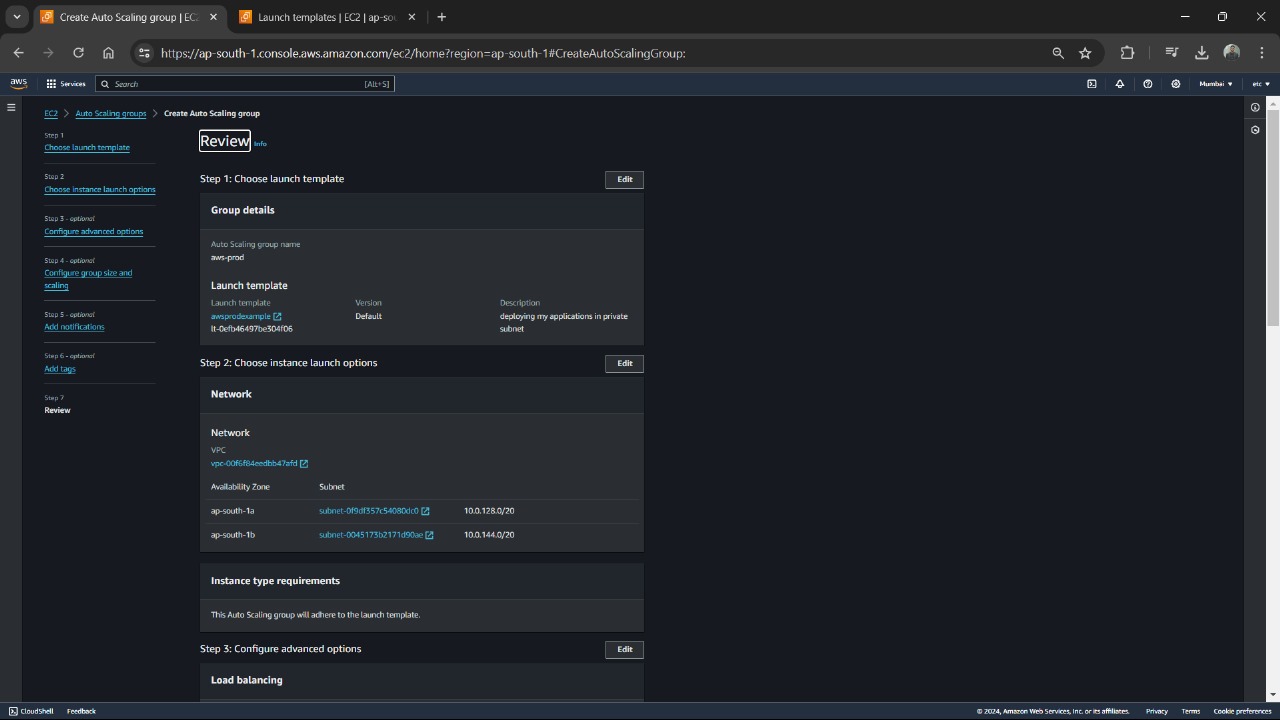 Create Auto Scaling group | EC2
Launch templates | EC2 | ap-sou
https://ap-south-1.console.aws.amazon.com/ec2/home?region=ap-south-1#CreateAutoScalingGroup:
aws
Services
Search
[Alt+S]
Mumbai
etc
EC2
Auto Scaling groups
Create Auto Scaling group
Step 1
Choose launch template
Step 2
Choose instance launch options
Step 3 - optional
Configure advanced options
Step 4 - optional
Configure group size and
scaling
Step 5 - optional
Add notifications
Step 6 - optional
Add tags
Step 7
Review
Review Info
Step 1: Choose launch template
Edit
Group details
Auto Scaling group name
aws-prod
Launch template
Launch template
Version
Description
awsprodexample
Default
deploying my applications in private
lt-0efb46497be304f06
subnet
Step 2: Choose instance launch options
Edit
Network
Network
VPC
vpc-00f6f84eedbb47afd
Availability Zone
Subnet
ap-south-1a
subnet-0f9df357c54080dc0
10.0.128.0/20
ap-south-1b
subnet-0045173b2171d90ae
10.0.144.0/20
Instance type requirements
This Auto Scaling group will adhere to the launch template.
Step 3: Configure advanced options
Edit
Load balancing
CloudShell
Feedback
© 2024, Amazon Web Services, Inc. or its affiliates.
Privacy
Terms
Cookie preferences